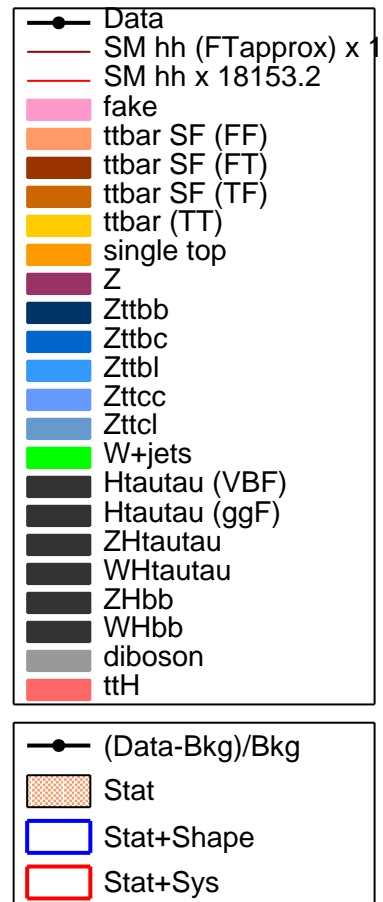 Data
SM hh (FTapprox) x 1
SM hh x 18153.2
fake
ttbar SF (FF)
ttbar SF (FT)
ttbar SF (TF)
ttbar (TT)
single top
Z
Zttbb
Zttbc
Zttbl
Zttcc
Zttcl
W+jets
Htautau (VBF)
Htautau (ggF)
ZHtautau
WHtautau
ZHbb
WHbb
diboson
ttH
(Data-Bkg)/Bkg
Stat
Stat+Shape
Stat+Sys